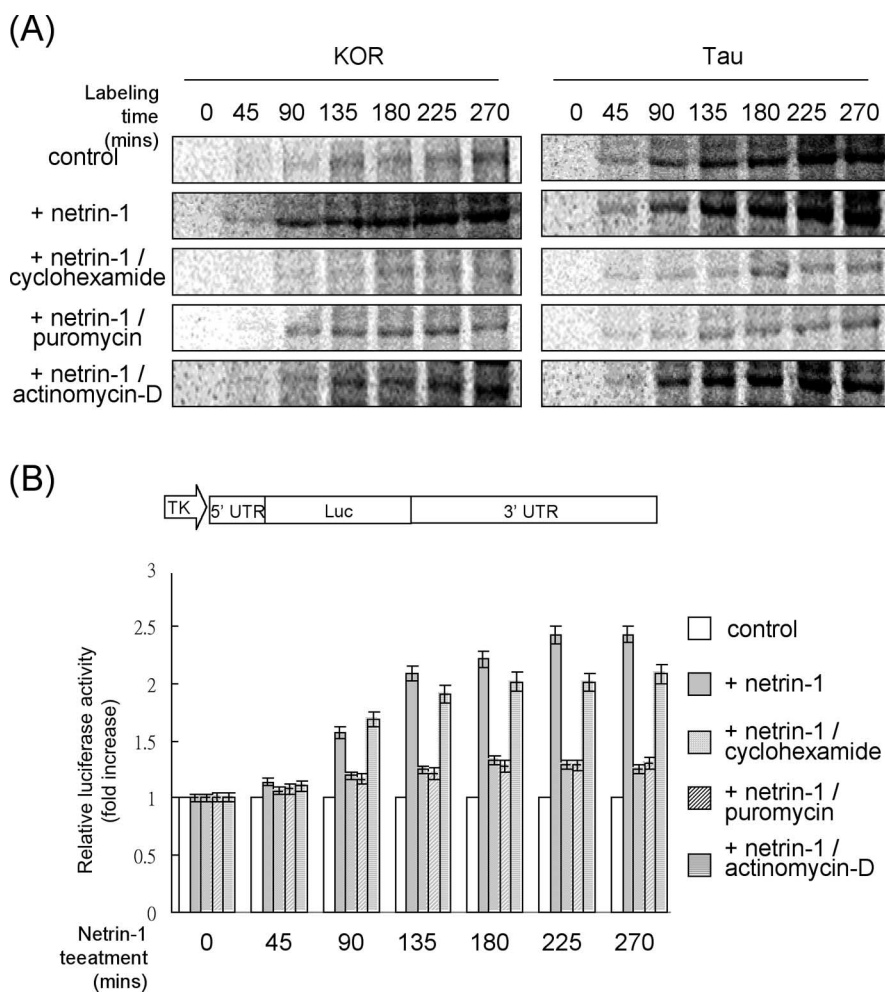 (A)
KOR
Tau
Labeling
time
(mins)
0 45 90 135 180 225 270
0 45 90 135 180 225 270
control
+ netrin-1
+ netrin-1 /
cyclohexamide
+ netrin-1 /
puromycin
+ netrin-1 /
actinomycin-D
(B)
TK
5' UTR
Luc
3' UTR
Relative luciferase activity
(fold increase)
3
2.5
2
1.5
1
0.5
0
control
+ netrin-1
+ netrin-1 /
cyclohexamide
+ netrin-1 /
puromycin
+ netrin-1 /
actinomycin-D
Netrin-1
teeatment
(mins)
0 45 90 135 180 225 270